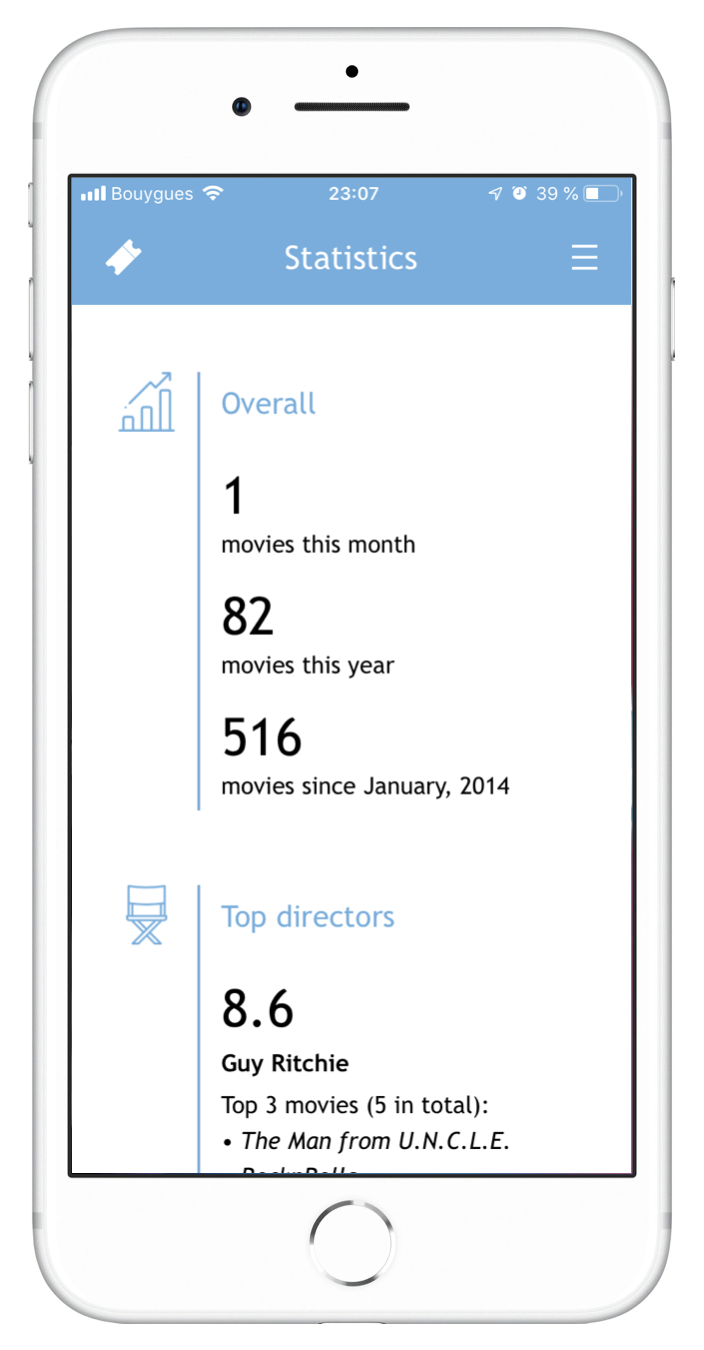 Bouygues 23:07 39 %
Statistics
Overall
1
movies this month
82
movies this year
516
movies since January, 2014
Top directors
8.6
Guy Ritchie
Top 3 movies (5 in total):
• The Man from U.N.C.L.E.